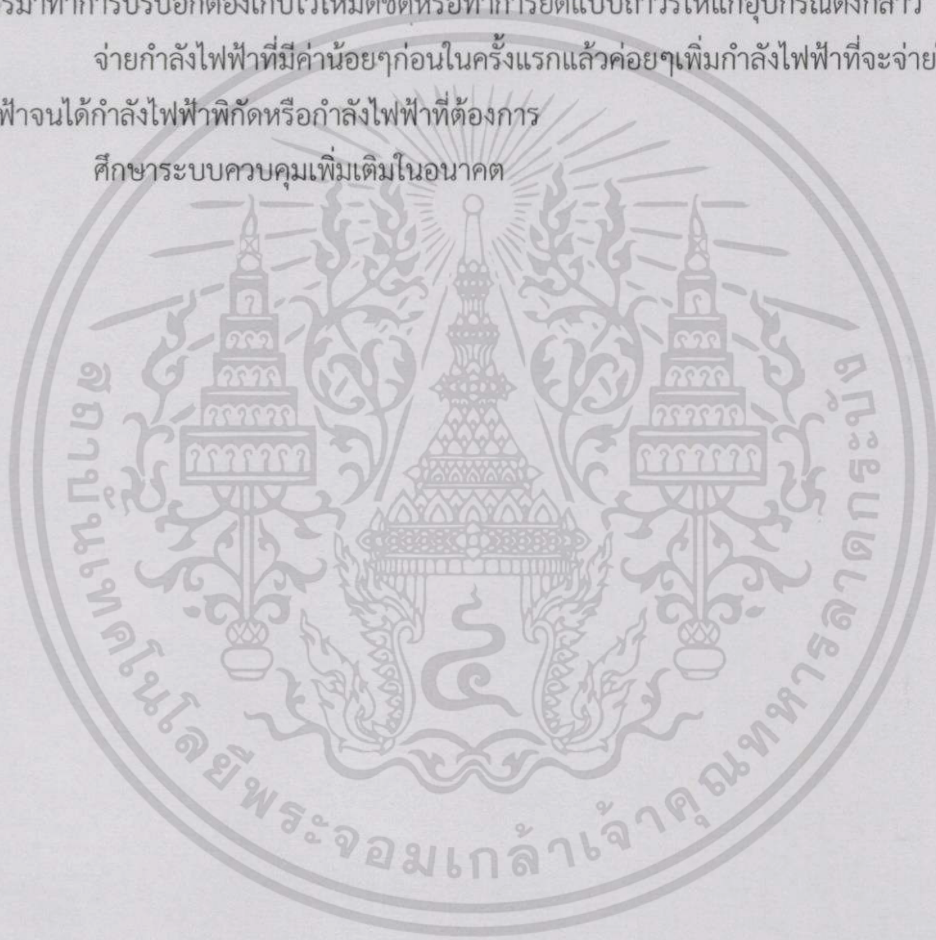 จ่ายกำลังไฟฟ้าที่มีค่าน้อยๆก่อนในครั้งแรกแล้วค่อยๆเพิ่มกำลังไฟฟ้าที่จะจ่าย
ฟ้าจนได้กำลังไฟฟ้าพิกัดหรือกำลังไฟฟ้าที่ต้องการ
ศึกษาระบบควบคุมเพิ่มเติมในอนาคต
สถาบันเทคโนโลยีพระจอมเกล้าเจ้าคุณทหารลาดกระบัง
๔